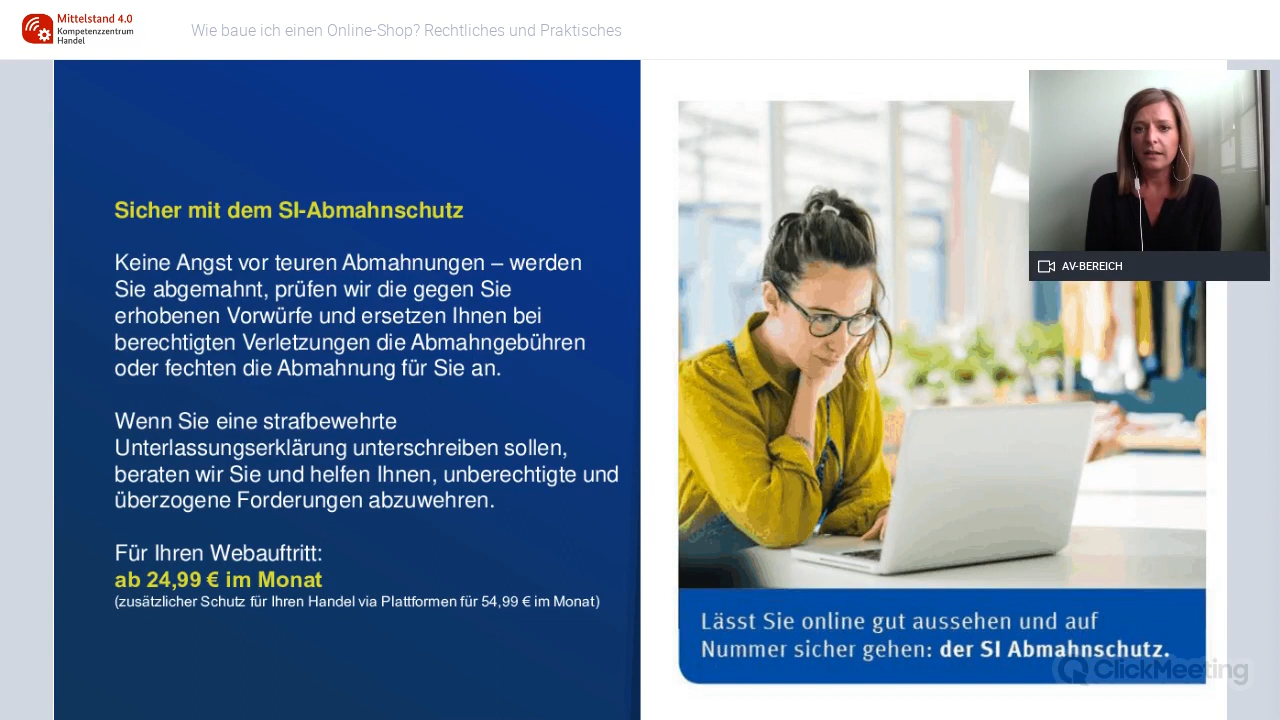 Mittelstand 4.0
Kompetenzzentrum
Handel
Wie baue ich einen Online-Shop? Rechtliches und Praktisches
Sicher mit dem SI-Abmahnschutz
Keine Angst vor teuren Abmahnungen – werden
Sie abgemahnt, prüfen wir die gegen Sie
erhobenen Vorwürfe und ersetzen Ihnen bei
berechtigten Verletzungen die Abmahngebühren
oder fechten die Abmahnung für Sie an.
Wenn Sie eine strafbewehrte
Unterlassungserklärung unterschreiben sollen,
beraten wir Sie und helfen Ihnen, unberechtigte und
überzogene Forderungen abzuwehren.
Für Ihren Webauftritt:
ab 24,99 € im Monat
(zusätzlicher Schutz für Ihren Handel via Plattformen für 54,99 € im Monat)
AV-BEREICH
Lässt Sie online gut aussehen und auf
Nummer sicher gehen: der SI Abmahnschutz.
ClickMeeting